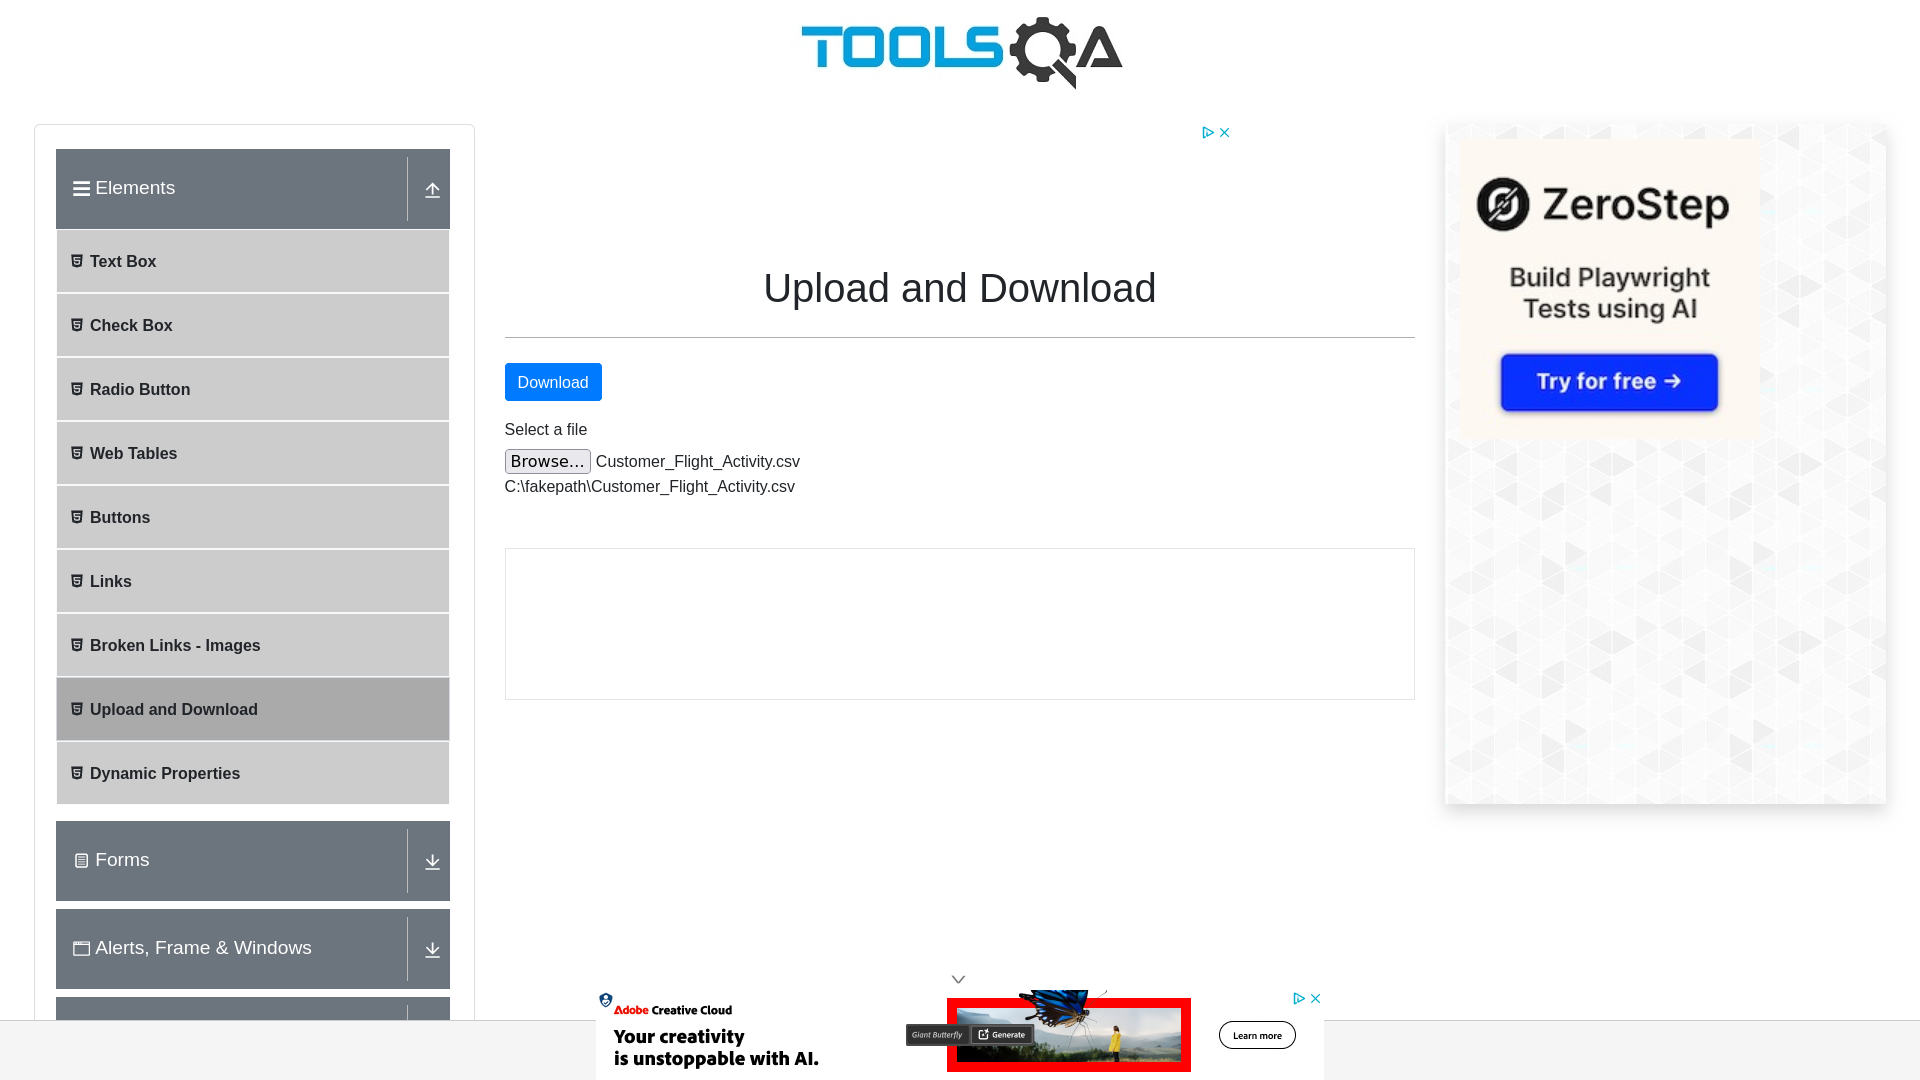 TOOLSQA
Elements
Text Box
Check Box
Radio Button
Web Tables
Buttons
Links
Broken Links - Images
Upload and Download
Dynamic Properties
Forms
Alerts, Frame & Windows
Upload and Download
Download
Select a file
Browse... Customer_Flight_Activity.csv
C:\fakepath\Customer_Flight_Activity.csv
ZeroStep
Build Playwright
Tests using AI
Try for free →
Adobe Creative Cloud
Your creativity
is unstoppable with AI.
Giant Butterfly Generate
Learn more